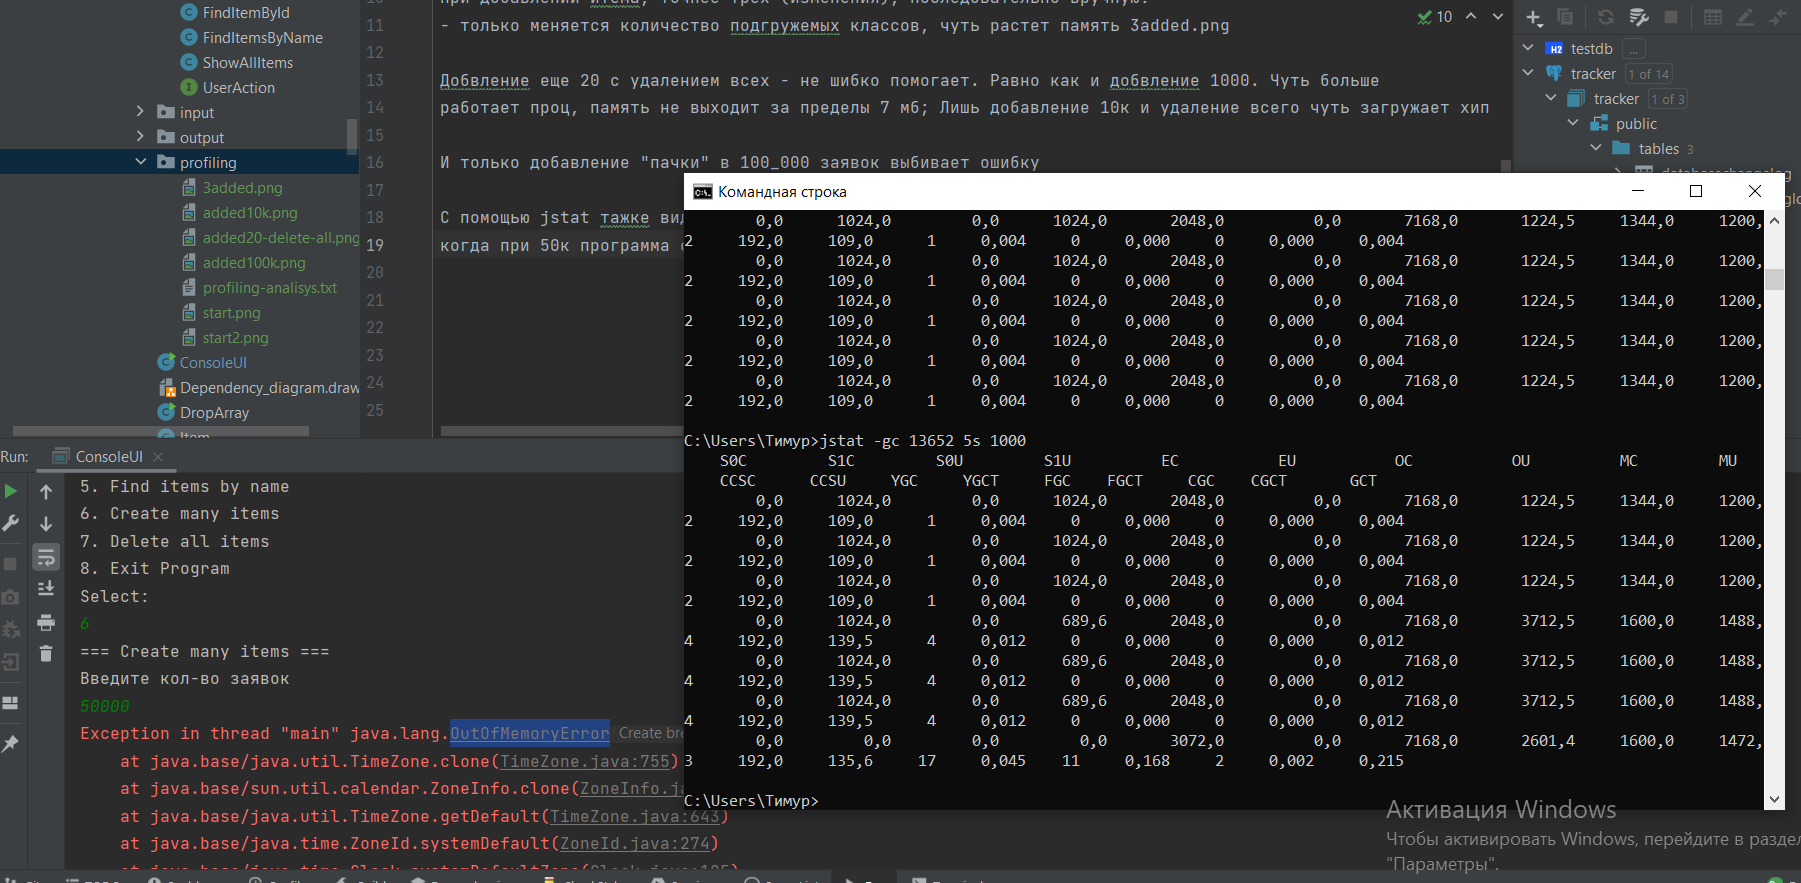 FindItemById
FindItemsByName
ShowAllItems
UserAction
input
output
profiling
3added.png
added10k.png
added20-delete-all.png
added100k.png
profiling-analisys.txt
start.png
start2.png
ConsoleUI
Dependency_diagram.draw
DropArray
Item
11 - только меняется количество подгружемых классов, чуть растет память 3added.png
12
13 Добвление еще 20 с удалением всех - не шибко помогает. Равно как и добвление 1000. Чуть больше
14 работает проц, память не выходит за пределы 7 мб; Лишь добавление 10к и удаление всего чуть загружает хип
15
16 И только добавление "пачки" в 100_000 заявок выбивает ошибку
17
18 С помощью jstat тажке вид
19 когда при 50к программа
20
21
22
23
24
25
10
testdb ...
tracker 1 of 14
tracker 1 of 3
public
tables 3
databasechangelog
Командная строка
0,0 1024,0 0,0 1024,0 2048,0 0,0 7168,0 1224,5 1344,0 1200,
2 192,0 109,0 1 0,004 0 0,000 0 0,000 0,004
0,0 1024,0 0,0 1024,0 2048,0 0,0 7168,0 1224,5 1344,0 1200,
2 192,0 109,0 1 0,004 0 0,000 0 0,000 0,004
0,0 1024,0 0,0 1024,0 2048,0 0,0 7168,0 1224,5 1344,0 1200,
2 192,0 109,0 1 0,004 0 0,000 0 0,000 0,004
0,0 1024,0 0,0 1024,0 2048,0 0,0 7168,0 1224,5 1344,0 1200,
2 192,0 109,0 1 0,004 0 0,000 0 0,000 0,004
0,0 1024,0 0,0 1024,0 2048,0 0,0 7168,0 1224,5 1344,0 1200,
2 192,0 109,0 1 0,004 0 0,000 0 0,000 0,004
C:\Users\Тимур>jstat -gc 13652 5s 1000
S0C S1C S0U S1U EC EU OC OU MC MU
CCSC CCSU YGC YGCT FGC FGCT CGC CGCT GCT
0,0 1024,0 0,0 1024,0 2048,0 0,0 7168,0 1224,5 1344,0 1200,
2 192,0 109,0 1 0,004 0 0,000 0 0,000 0,004
0,0 1024,0 0,0 1024,0 2048,0 0,0 7168,0 1224,5 1344,0 1200,
2 192,0 109,0 1 0,004 0 0,000 0 0,000 0,004
0,0 1024,0 0,0 1024,0 2048,0 0,0 7168,0 1224,5 1344,0 1200,
2 192,0 109,0 1 0,004 0 0,000 0 0,000 0,004
0,0 1024,0 0,0 689,6 2048,0 0,0 7168,0 3712,5 1600,0 1488,
4 192,0 139,5 4 0,012 0 0,000 0 0,000 0,012
0,0 1024,0 0,0 689,6 2048,0 0,0 7168,0 3712,5 1600,0 1488,
4 192,0 139,5 4 0,012 0 0,000 0 0,000 0,012
0,0 1024,0 0,0 689,6 2048,0 0,0 7168,0 3712,5 1600,0 1488,
4 192,0 139,5 4 0,012 0 0,000 0 0,000 0,012
0,0 0,0 0,0 0,0 3072,0 0,0 7168,0 2601,4 1600,0 1472,
3 192,0 135,6 17 0,045 11 0,168 2 0,002 0,215
C:\Users\Тимур>
Run: ConsoleUI
5. Find items by name
6. Create many items
7. Delete all items
8. Exit Program
Select:
6
=== Create many items ===
Введите кол-во заявок
50000
Exception in thread "main" java.lang.OutOfMemoryError Create bre
at java.base/java.util.TimeZone.clone(TimeZone.java:755)
at java.base/sun.util.calendar.ZoneInfo.clone(ZoneInfo.ja
at java.base/java.util.TimeZone.getDefault(TimeZone.java:643)
at java.base/java.time.ZoneId.systemDefault(ZoneId.java:274)
Активация Windows
Чтобы активировать Windows, перейдите в раздел
"Параметры".